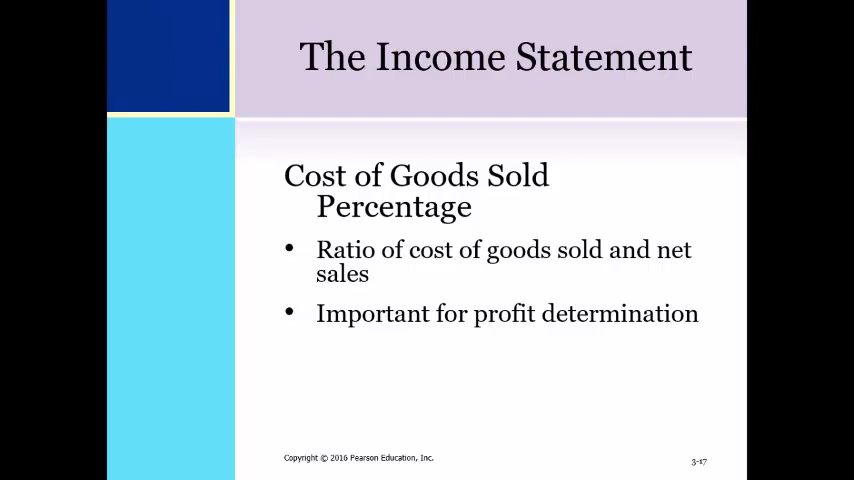 The Income Statement
Cost of Goods Sold
Percentage
• Ratio of cost of goods sold and net
sales
• Important for profit determination
Copyright © 2016 Pearson Education, Inc.
3-17